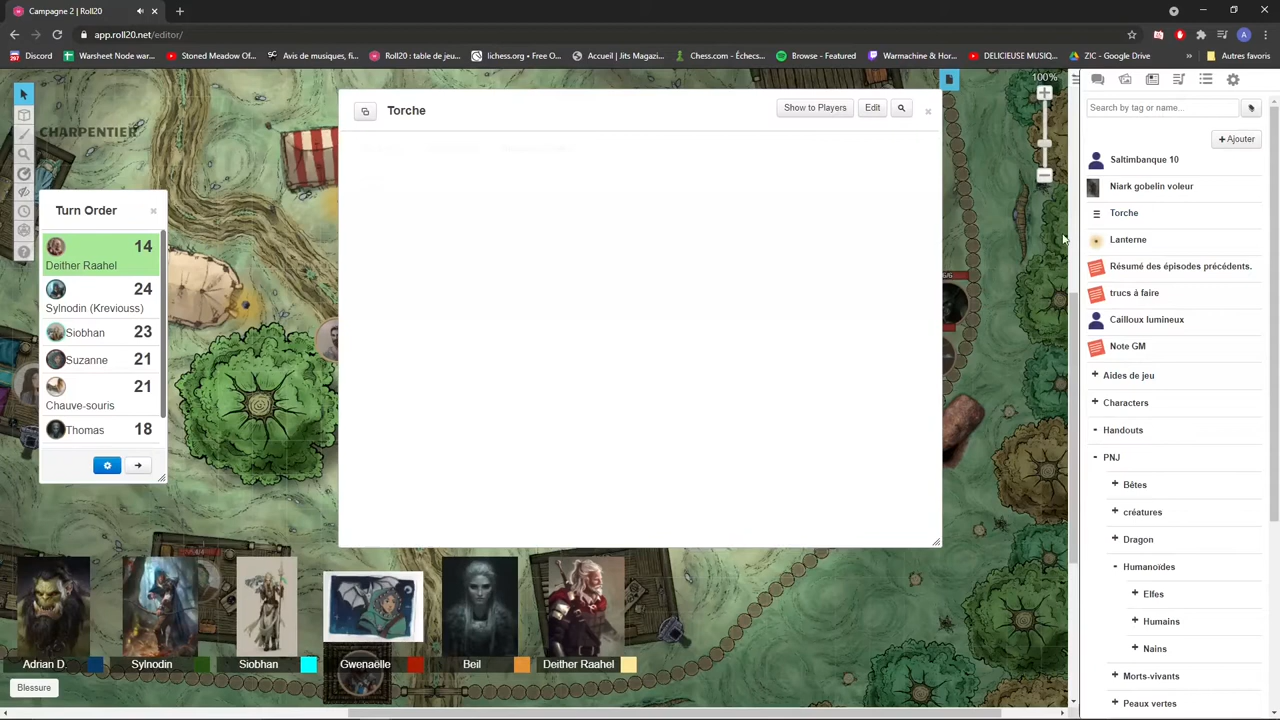 Campagne 2 | Roll20
app.roll20.net/editor/
Discord
Warsheet Node war...
Stoned Meadow Of...
Avis de musiques, fi...
Roll20 : table de jeu...
lichess.org • Free O...
Accueil | Jits Magazi...
Chess.com - Échecs...
Broome - Featured
Warmachine & Hor...
DELICIEUSE MUSIQ...
ZIC - Google Drive
Autres favoris
CHARPENTIER
Torche
Show to Players
Edit
100%
Turn Order
14
Deither Raahel
24
Sylnodin (Kreviouss)
Siobhan 23
Suzanne 21
21
Chauve-souris
Thomas 18
Search by tag or name...
+ Ajouter
Saltimbanque 10
Niark gobelin voleur
Torche
Lanterne
Résumé des épisodes précédents.
trucs à faire
Cailloux lumineux
Note GM
+ Aides de jeu
+ Characters
- Handouts
- PNJ
+ Bêtes
+ créatures
+ Dragon
- Humanoïdes
+ Elfes
+ Humains
+ Nains
+ Morts-vivants
+ Peaux vertes
Adrian D.
Sylnodin
Siobhan
Gwenaëlle
Beil
Deither Raahel
Blessure